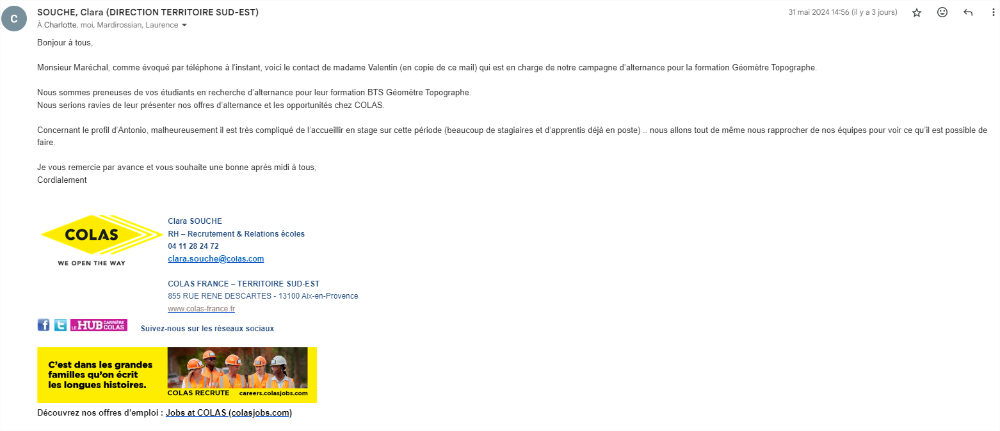 C
SOUCHE, Clara (DIRECTION TERRITOIRE SUD-EST)
31 mai 2024 14:56 (il y a 3 jours)
À Charlotte, moi, Mardirossian, Laurence
Bonjour à tous,
Monsieur Maréchal, comme évoqué par téléphone à l'instant, voici le contact de madame Valentin (en copie de ce mail) qui est en charge de notre campagne d'alternance pour la formation Géomètre Topographe.
Nous sommes preneuses de vos étudiants en recherche d'alternance pour leur formation BTS Géomètre Topographe.
Nous serions ravies de leur présenter nos offres d'alternance et les opportunités chez COLAS.
Concernant le profil d'Antonio, malheureusement il est très compliqué de l'accueillir en stage sur cette période (beaucoup de stagiaires et d'apprentis déjà en poste) .. nous allons tout de même nous rapprocher de nos équipes pour voir ce qu'il est possible de
faire.
Je vous remercie par avance et vous souhaite une bonne après midi à tous,
Cordialement
COLAS
WE OPEN THE WAY
Clara SOUCHE
RH – Recrutement & Relations écoles
04 11 28 24 72
clara.souche@colas.com
COLAS FRANCE – TERRITOIRE SUD-EST
855 RUE RENE DESCARTES - 13100 Aix-en-Provence
www.colas-france.fr
f t LE HUB CARRIÈRE COLAS
Suivez-nous sur les réseaux sociaux
C'est dans les grandes
familles qu'on écrit
les longues histoires.
COLAS RECRUTE careers.colasjobs.com
Découvrez nos offres d'emploi : Jobs at COLAS (colasjobs.com)